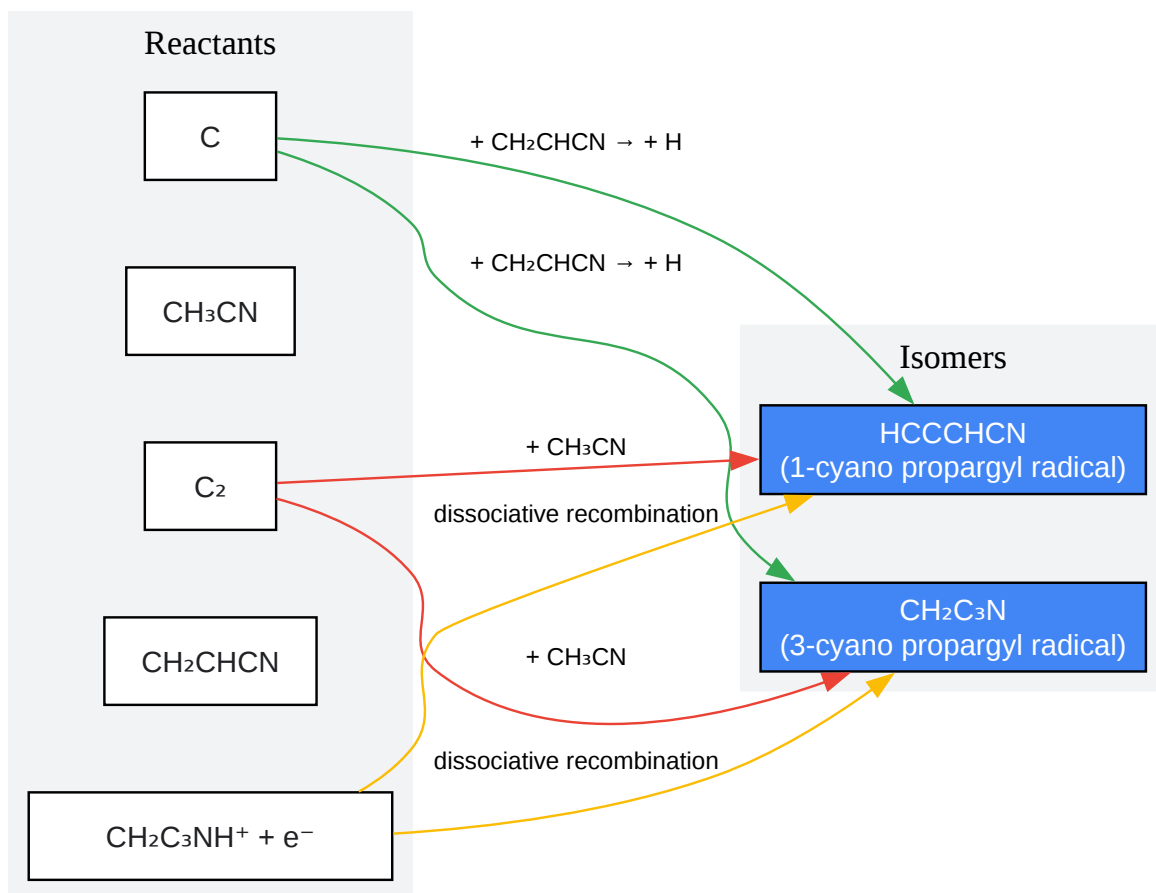 Reactants
C
+ CH₂CHCN → + H
+ CH₂CHCN → + H
CH₃CN
Isomers
HCCCHCN
(1-cyano propargyl radical)
+ CH₃CN
C₂
dissociative recombination
CH₂C₃N
(3-cyano propargyl radical)
+ CH₃CN
CH₂CHCN
dissociative recombination
CH₂C₃NH⁺ + e⁻